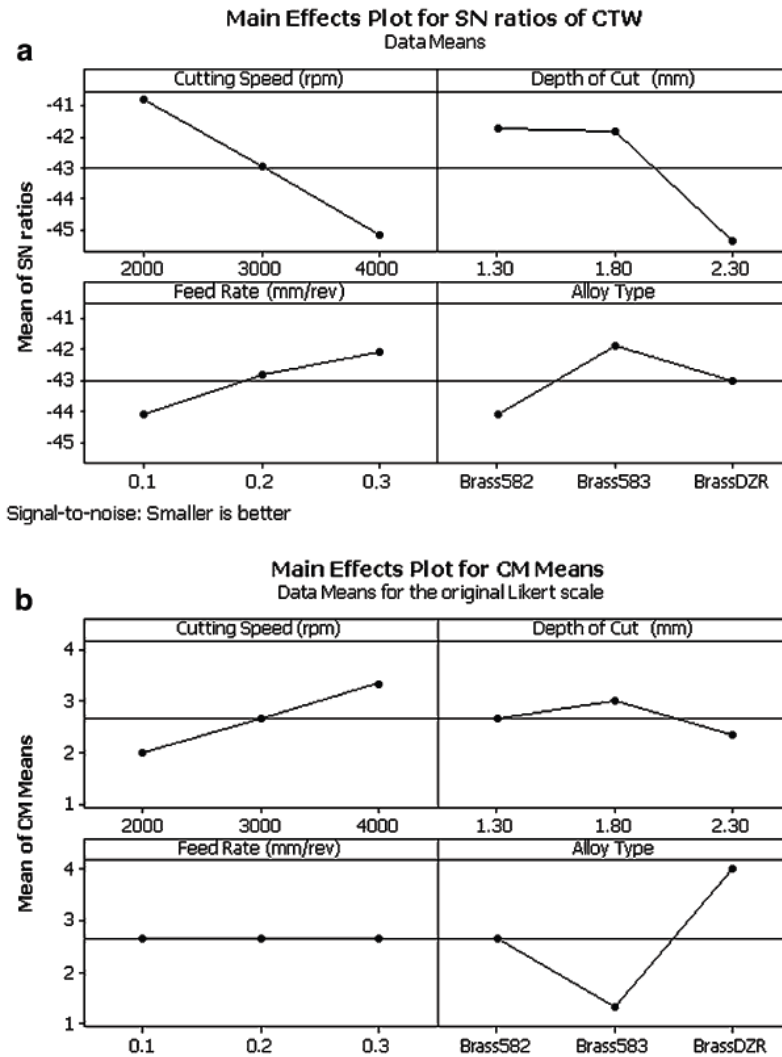 Main Effects Plot for SN ratios of CTW
Data Means
a
Cutting Speed (rpm) Depth of Cut (mm)
-41
-42
-43
-44
-45
2000 3000 4000 1.30 1.80 2.30
Feed Rate (mm/rev) Alloy Type
-41
-42
-43
-44
-45
0.1 0.2 0.3 Brass582 Brass583 BrassDZR
Mean of SN ratios
Signal-to-noise: Smaller is better
Main Effects Plot for CM Means
Data Means for the original Likert scale
b
Cutting Speed (rpm) Depth of Cut (mm)
4
3
2
1
2000 3000 4000 1.30 1.80 2.30
Feed Rate (mm/rev) Alloy Type
4
3
2
1
0.1 0.2 0.3 Brass582 Brass583 BrassDZR
Mean of CM Means